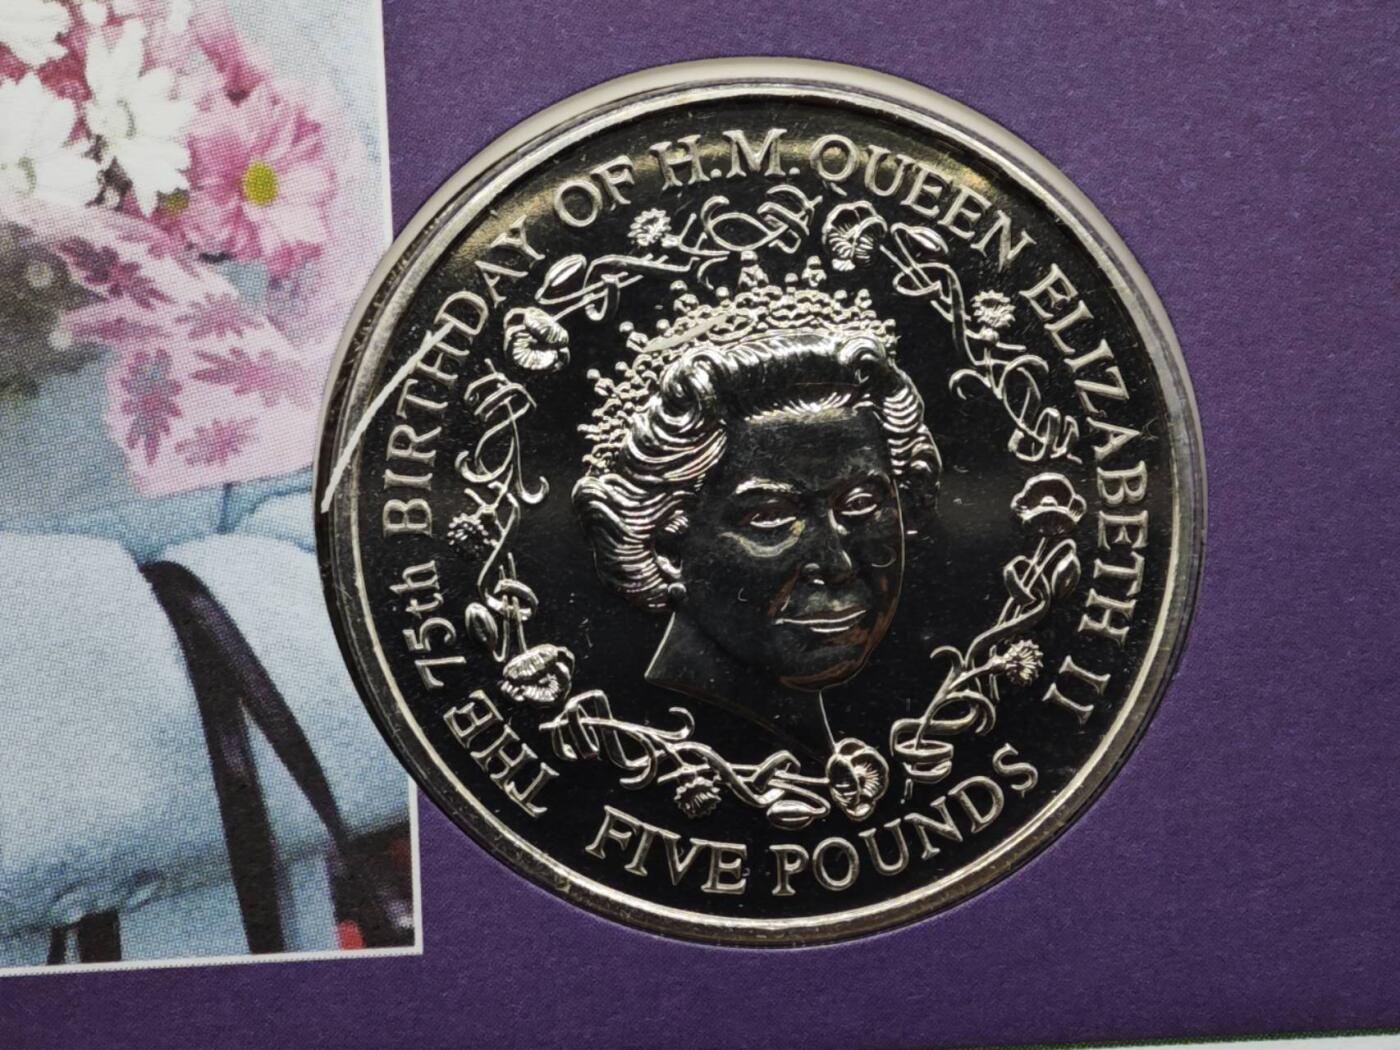 THE 75th BIRTHDAY OF H.M. QUEEN ELIZABETH II
FIVE POUNDS